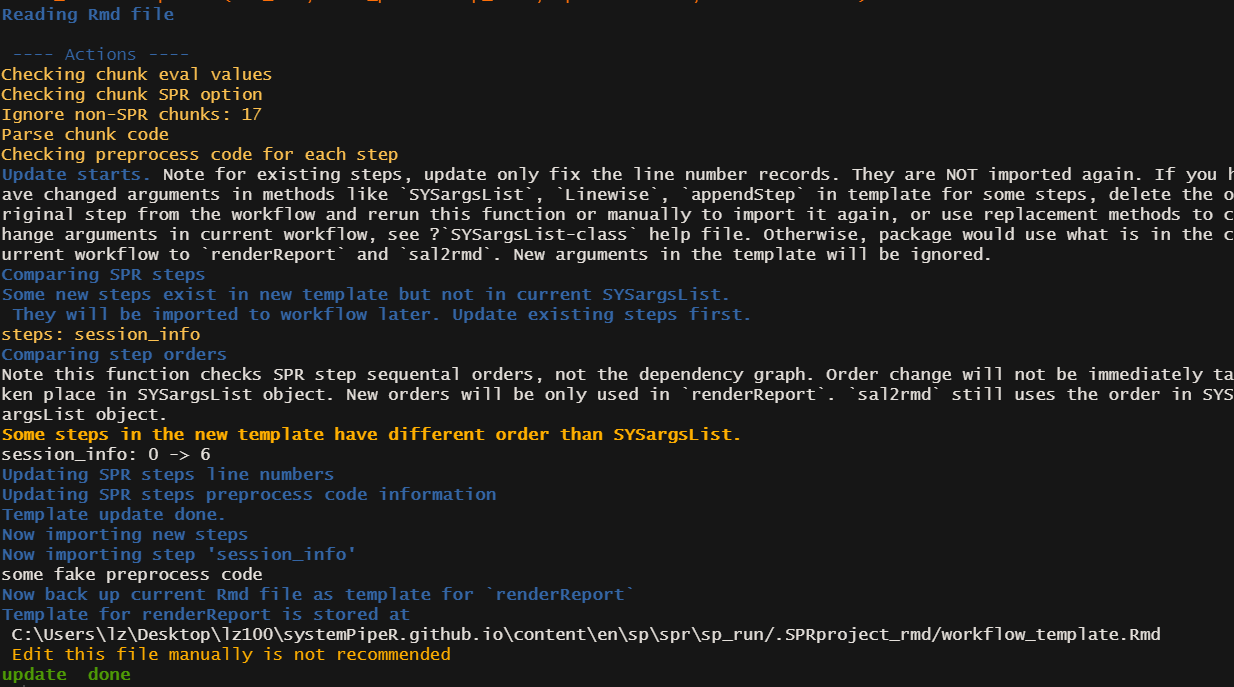 Reading Rmd file
---- Actions ----
Checking chunk eval values
Checking chunk SPR option
Ignore non-SPR chunks: 17
Parse chunk code
Checking preprocess code for each step
Update starts. Note for existing steps, update only fix the line number records. They are NOT imported again. If you h
ave changed arguments in methods like `SYSargsList`, `Linewise`, `appendStep` in template for some steps, delete the o
riginal step from the workflow and rerun this function or manually to import it again, or use replacement methods to c
hange arguments in current workflow, see ?`SYSargsList-class` help file. Otherwise, package would use what is in the c
urrent workflow to `renderReport` and `sal2rmd`. New arguments in the template will be ignored.
Comparing SPR steps
Some new steps exist in new template but not in current SYSargsList.
They will be imported to workflow later. Update existing steps first.
steps: session_info
Comparing step orders
Note this function checks SPR step sequental orders, not the dependency graph. Order change will not be immediately ta
ken place in SYSargsList object. New orders will be only used in `renderReport`. `sal2rmd` still uses the order in SYS
argsList object.
Some steps in the new template have different order than SYSargsList.
session_info: 0 -> 6
Updating SPR steps line numbers
Updating SPR steps preprocess code information
Template update done.
Now importing new steps
Now importing step 'session_info'
some fake preprocess code
Now back up current Rmd file as template for `renderReport`
Template for renderReport is stored at
C:\Users\lz\Desktop\lz100\systemPipeR.github.io\content\en\sp\spr\sp_run/.SPRproject_rmd/workflow_template.Rmd
Edit this file manually is not recommended
update  done